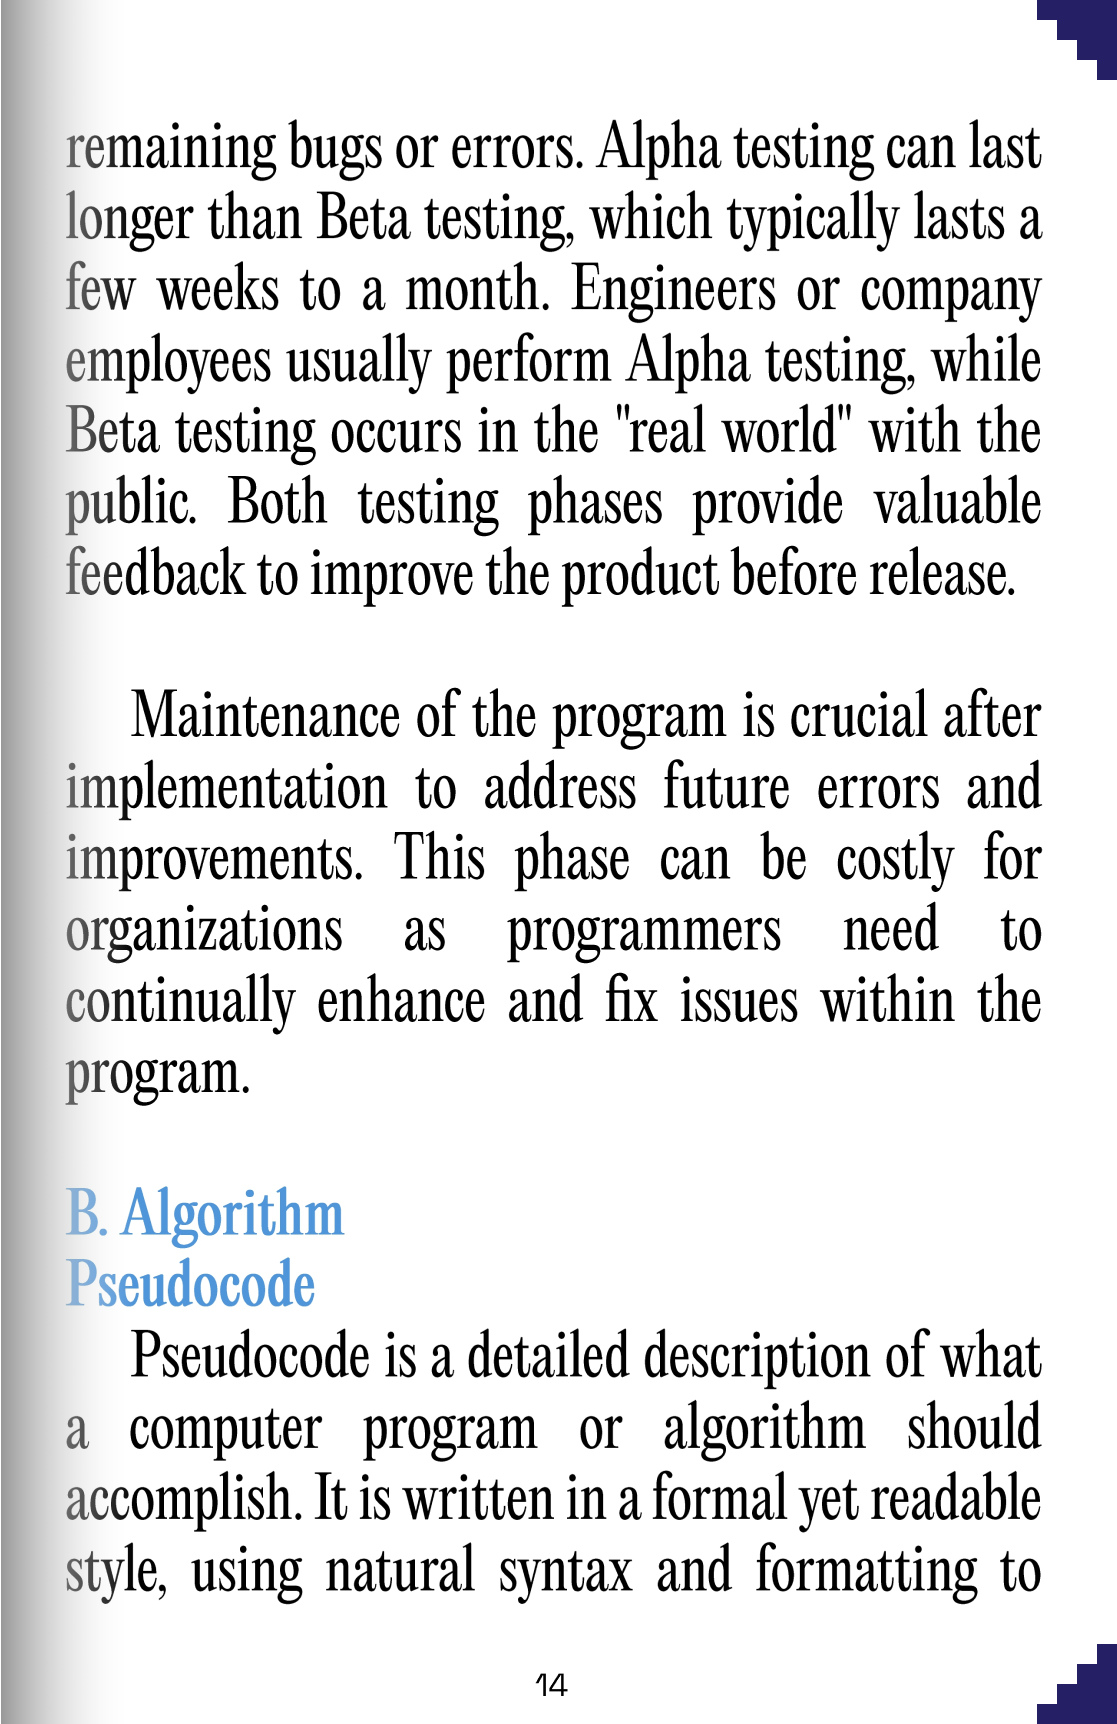 remaining bugs or errors. Alpha testing can last
longer than Beta testing, which typically lasts a
few weeks to a month. Engineers or company
employees usually perform Alpha testing, while
Beta testing occurs in the "real world" with the
public. Both testing phases provide valuable
feedback to improve the product before release.
Maintenance of the program is crucial after
implementation to address future errors and
improvements. This phase can be costly for
organizations as programmers need to
continually enhance and fix issues within the
program.
B. Algorithm
Pseudocode
Pseudocode is a detailed description of what
a computer program or algorithm should
accomplish. It is written in a formal yet readable
style, using natural syntax and formatting to
14